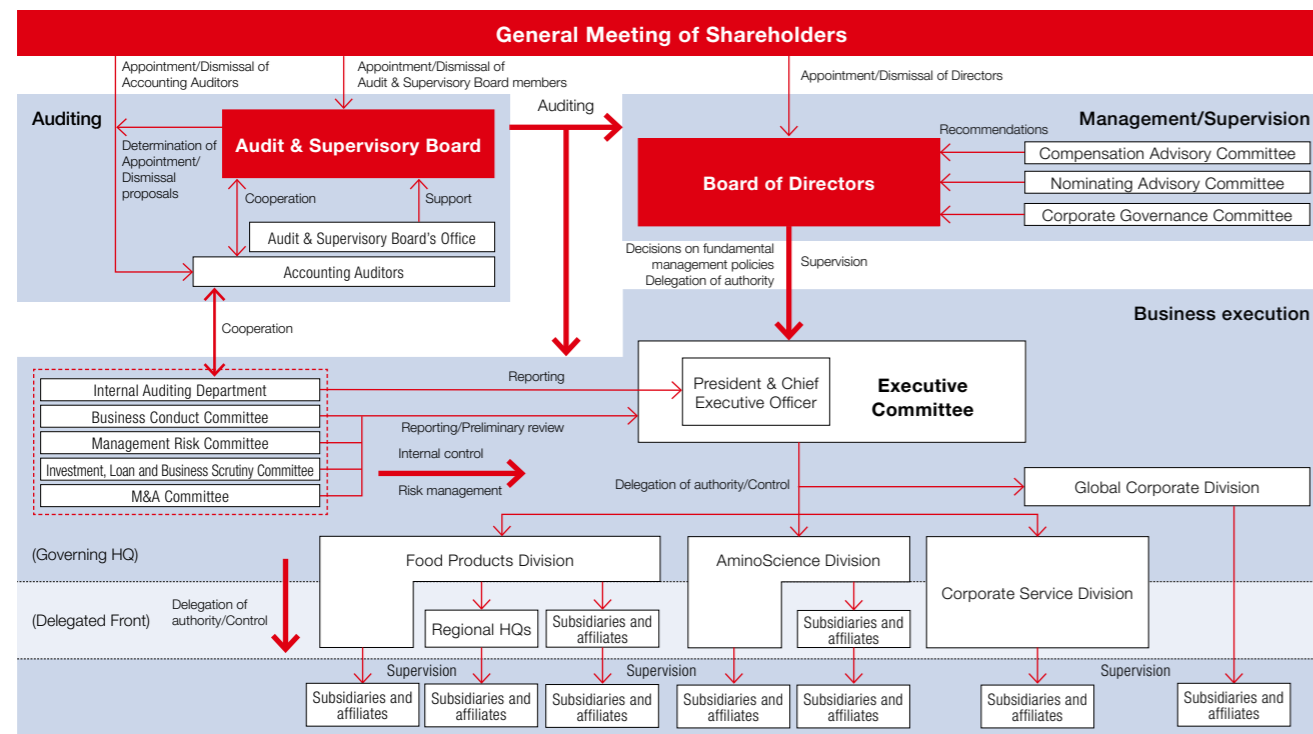 General Meeting of Shareholders
Appointment/Dismissal of
Accounting Auditors
Appointment/Dismissal of
Audit & Supervisory Board members
Appointment/Dismissal of Directors
Auditing
Auditing
Management/Supervision
Determination of
Appointment/
Dismissal
proposals
Audit & Supervisory Board
Cooperation
Support
Audit & Supervisory Board's Office
Accounting Auditors
Recommendations
Board of Directors
Compensation Advisory Committee
Nominating Advisory Committee
Corporate Governance Committee
Decisions on fundamental
management policies
Delegation of authority
Supervision
Cooperation
Business execution
Internal Auditing Department
Business Conduct Committee
Management Risk Committee
Investment, Loan and Business Scrutiny Committee
M&A Committee
Reporting
Reporting/Preliminary review
Internal control
Risk management
President & Chief
Executive Officer
Executive
Committee
Delegation of authority/Control
Global Corporate Division
(Governing HQ)
Food Products Division
AminoScience Division
Corporate Service Division
(Delegated Front)
Delegation of
authority/Control
Regional HQs
Subsidiaries and
affiliates
Subsidiaries and
affiliates
Supervision
Supervision
Supervision
Subsidiaries and
affiliates
Subsidiaries and
affiliates
Subsidiaries and
affiliates
Subsidiaries and
affiliates
Subsidiaries and
affiliates
Subsidiaries and
affiliates
Subsidiaries and
affiliates